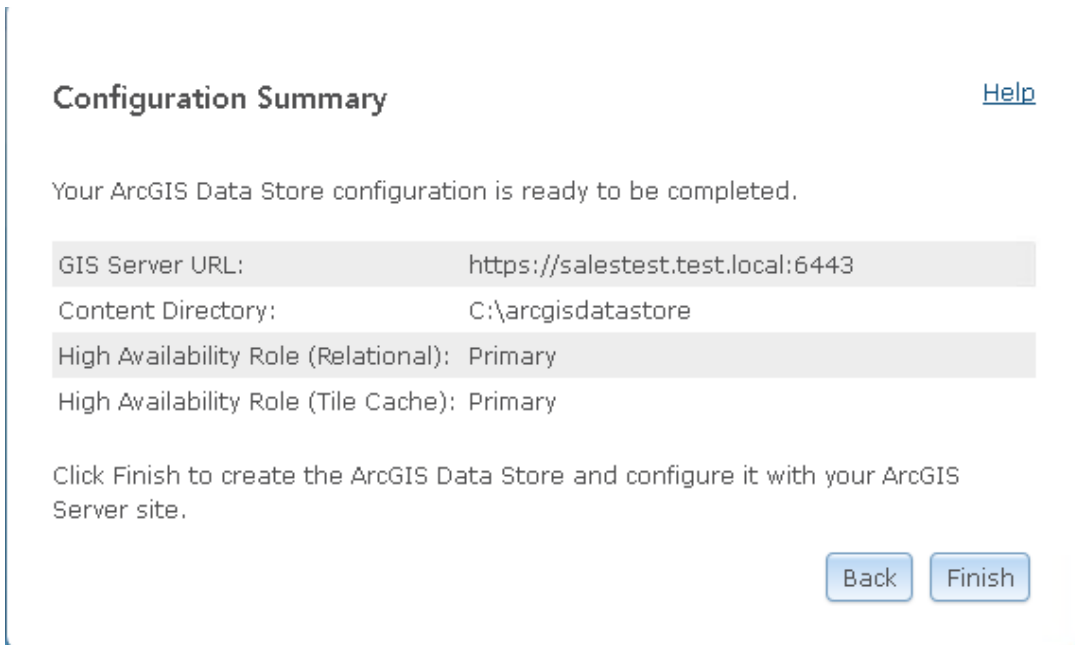 Configuration Summary
Help
Your ArcGIS Data Store configuration is ready to be completed.
GIS Server URL: https://salestest.test.local:6443
Content Directory: C:\arcgisdatastore
High Availability Role (Relational): Primary
High Availability Role (Tile Cache): Primary
Click Finish to create the ArcGIS Data Store and configure it with your ArcGIS
Server site.
Back Finish